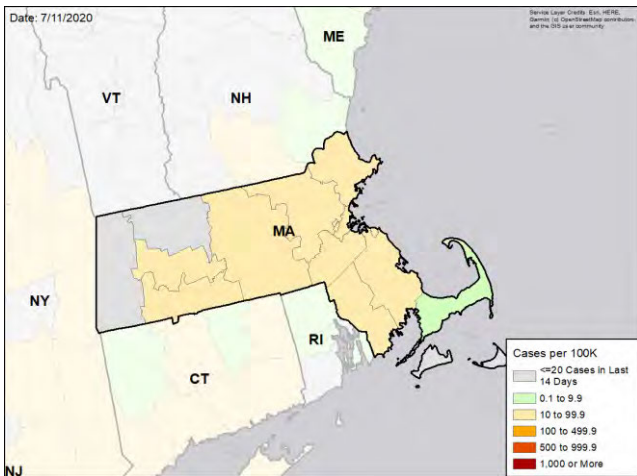 Date: 7/11/2020
Service Layer Credits: Esri, HERE,
Garmin, (c) OpenStreetMap contributors,
and the GIS user community
ME
VT
NH
MA
NY
CT
RI
NJ
Cases per 100K
<=20 Cases in Last
14 Days
0.1 to 9.9
10 to 99.9
100 to 499.9
500 to 999.9
1,000 or More